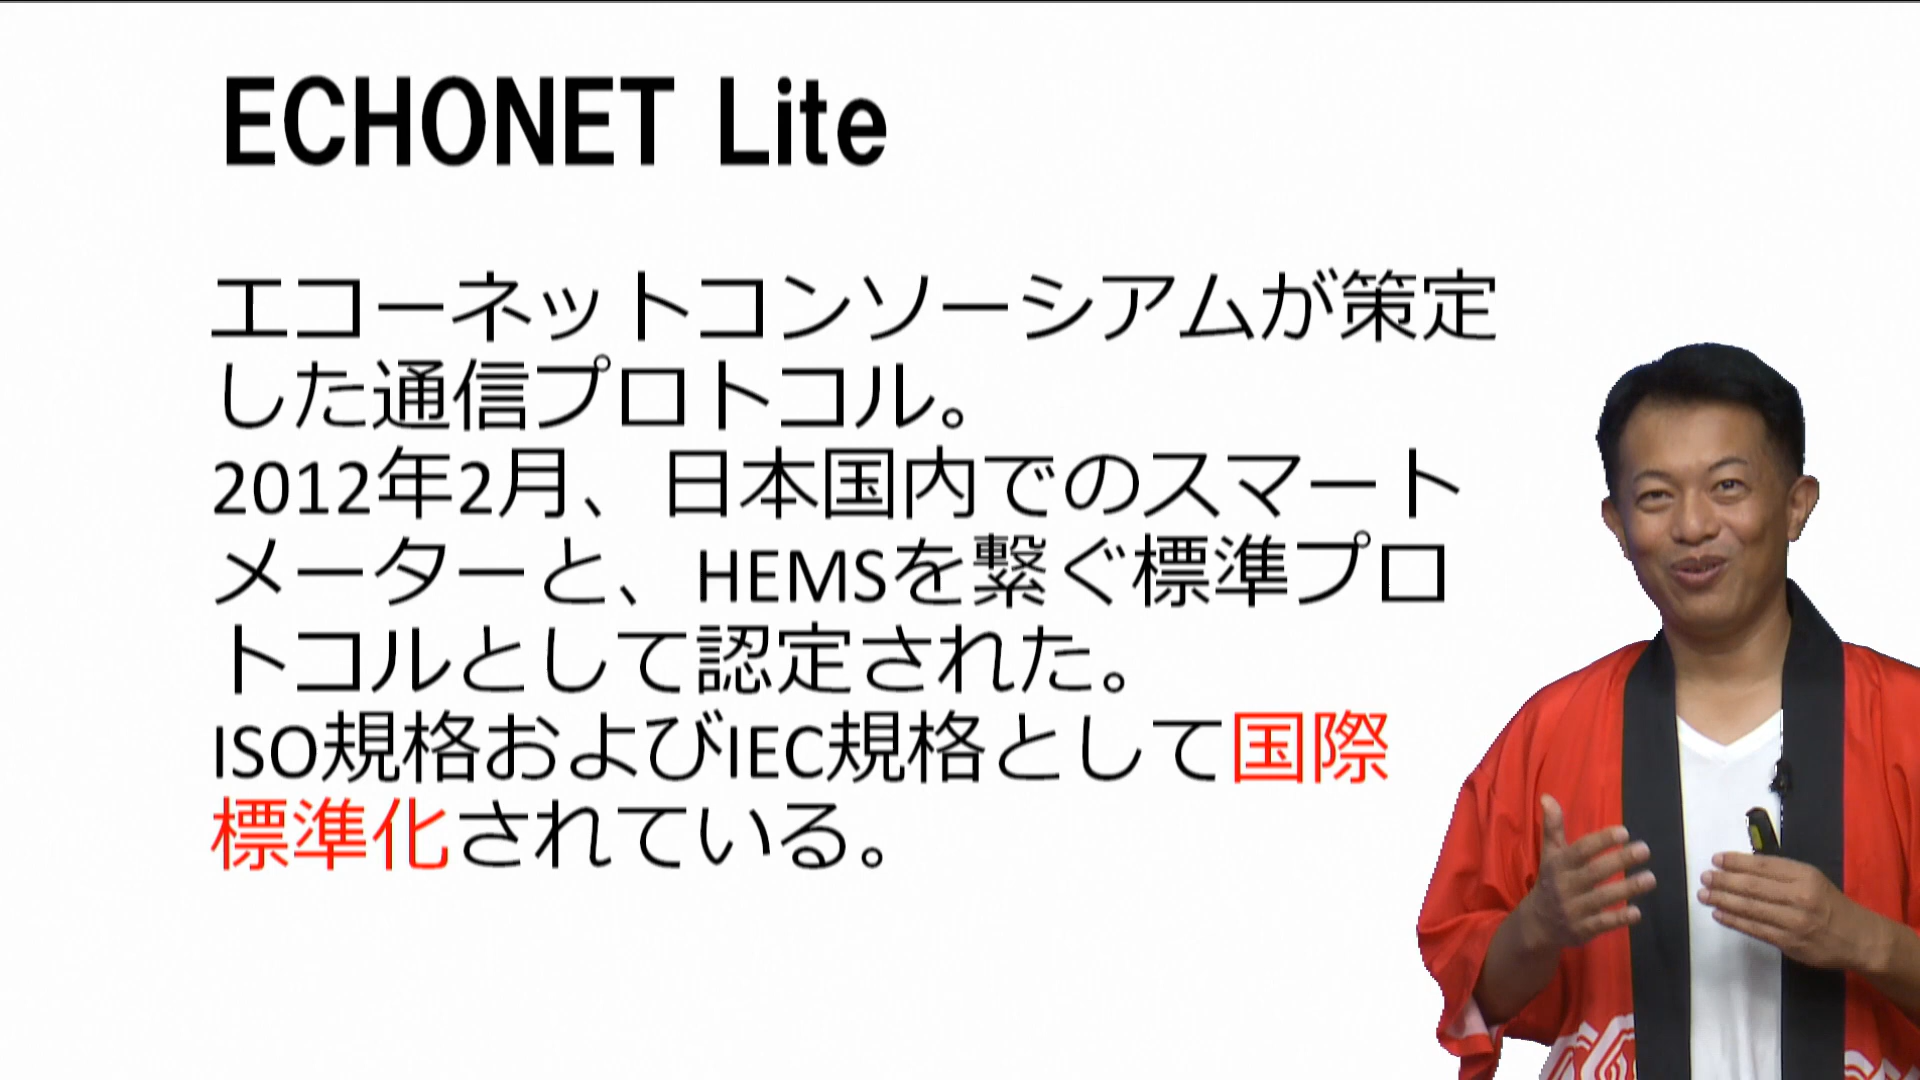 ECHONET Lite
エコーネットコンソーシアムが策定
した通信プロトコル。
2012年2月、日本国内でのスマート
メーターと、HEMSを繋ぐ標準プロ
トコルとして認定された。
ISO規格およびIEC規格として国際
標準化されている。